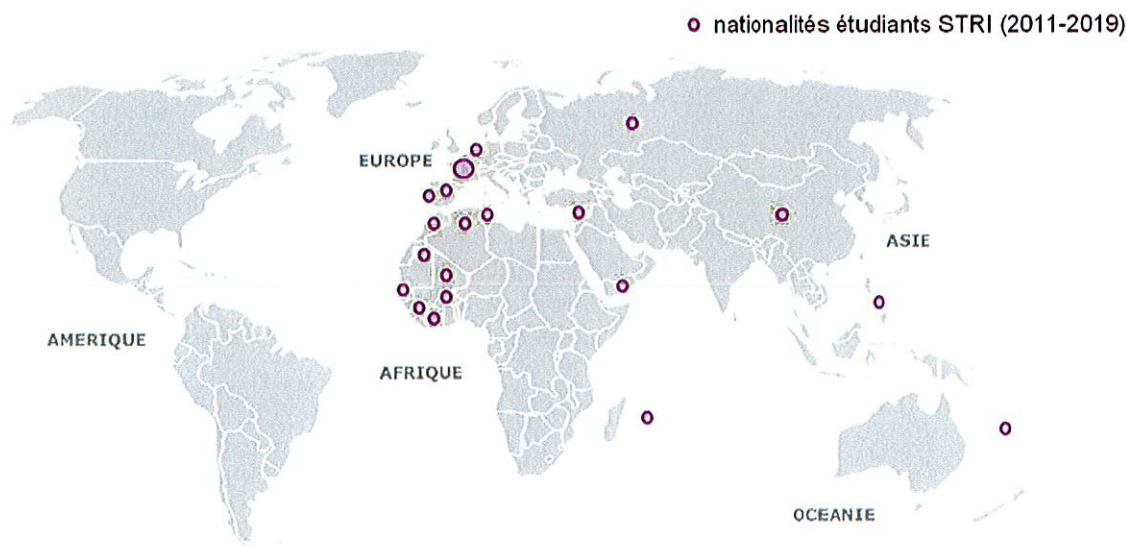 nationalités étudiants STRI (2011-2019)
EUROPE
ASIE
AMERIQUE
AFRIQUE
OCEANIE